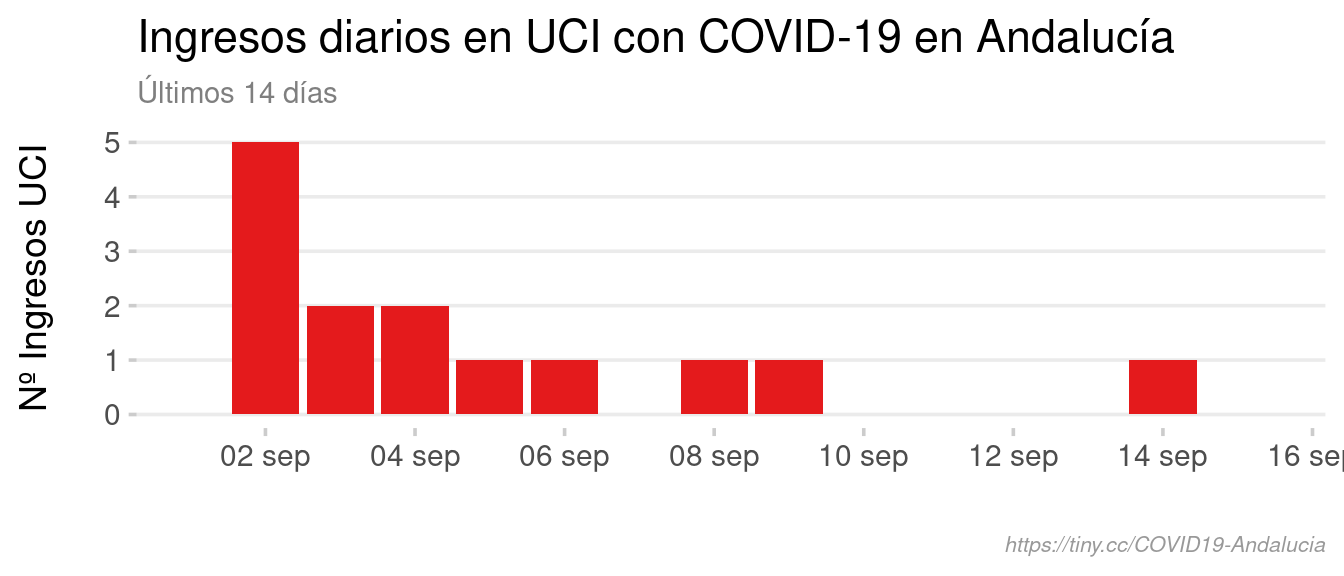 Ingresos diarios en UCI con COVID-19 en Andalucía
Últimos 14 días
Nº Ingresos UCI
5
4
3
2
1
0
02 sep 04 sep 06 sep 08 sep 10 sep 12 sep 14 sep 16 sep
https://tiny.cc/COVID19-Andalucia